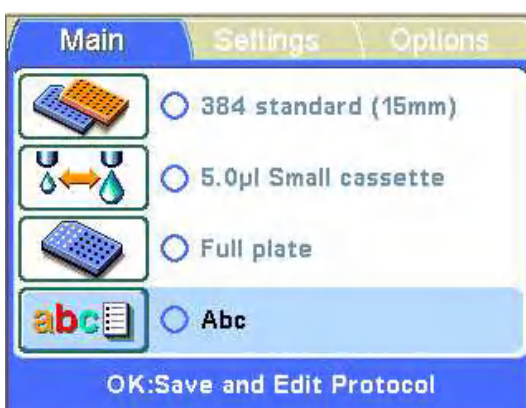 Main Settings Options
384 standard (15mm)
5.0µl Small cassette
Full plate
abc Abc
OK:Save and Edit Protocol